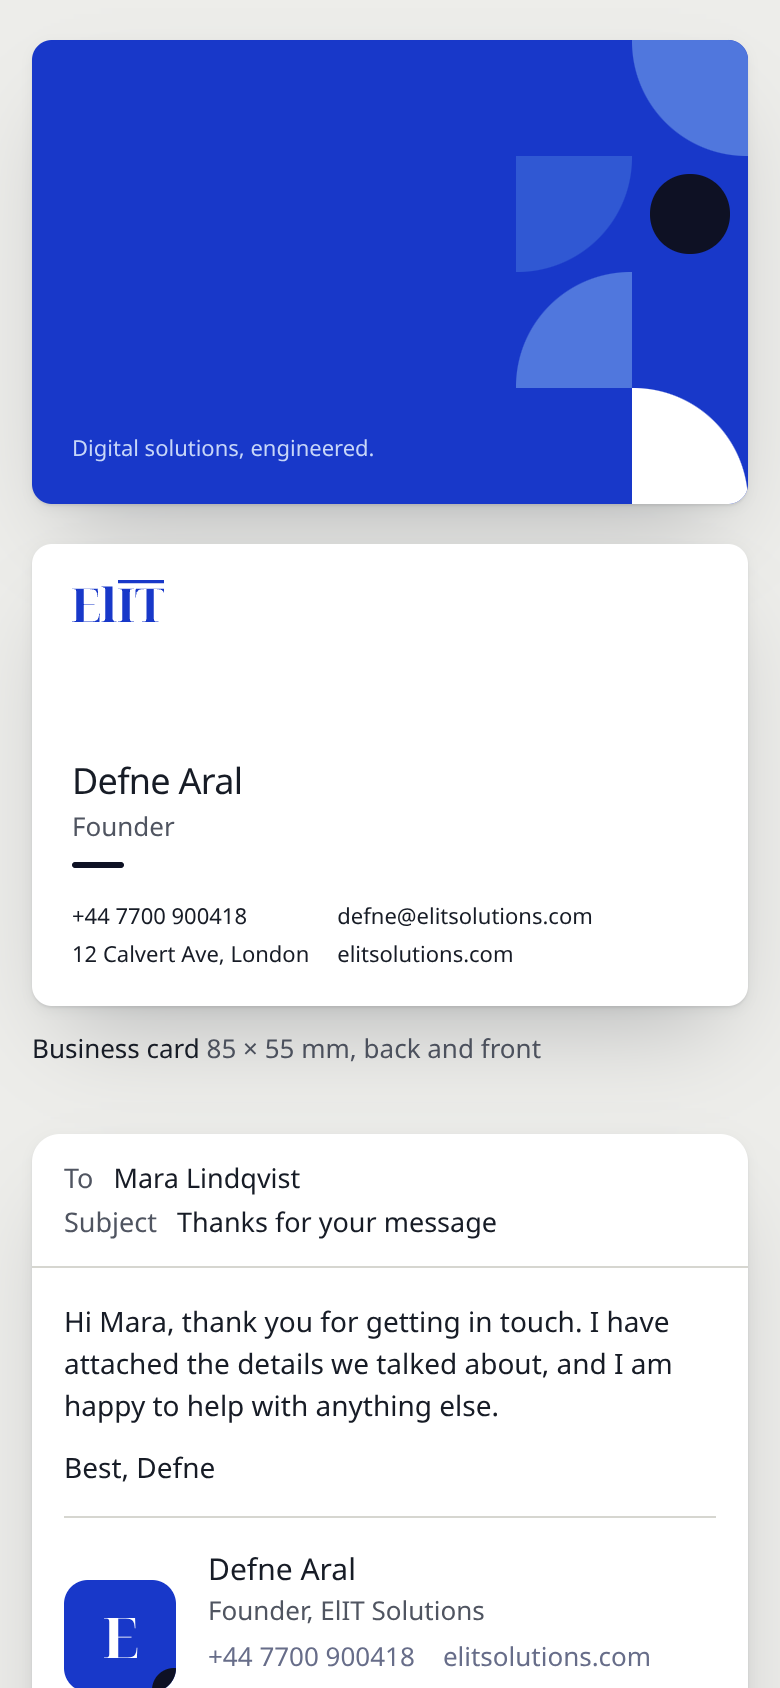 Digital solutions, engineered.
ElIT
Defne Aral
Founder
+44 7700 900418 defne@elitsolutions.com
12 Calvert Ave, London elitsolutions.com
Business card 85 × 55 mm, back and front
To Mara Lindqvist
Subject Thanks for your message
Hi Mara, thank you for getting in touch. I have
attached the details we talked about, and I am
happy to help with anything else.
Best, Defne
Defne Aral
Founder, ElIT Solutions
E
+44 7700 900418 elitsolutions.com